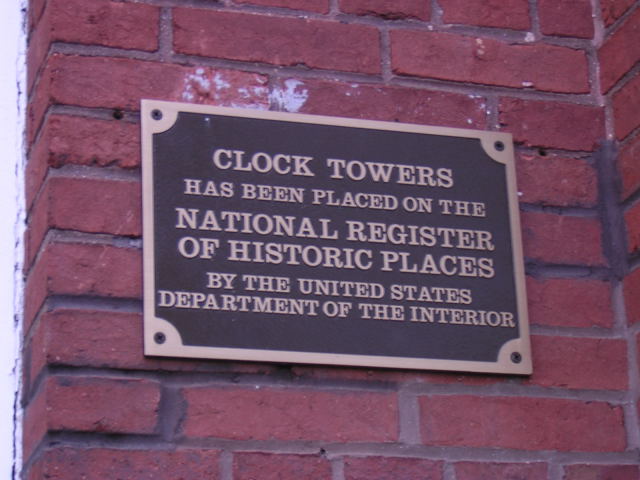 CLOCK TOWERS
HAS BEEN PLACED ON THE
NATIONAL REGISTER
OF HISTORIC PLACES
BY THE UNITED STATES
DEPARTMENT OF THE INTERIOR